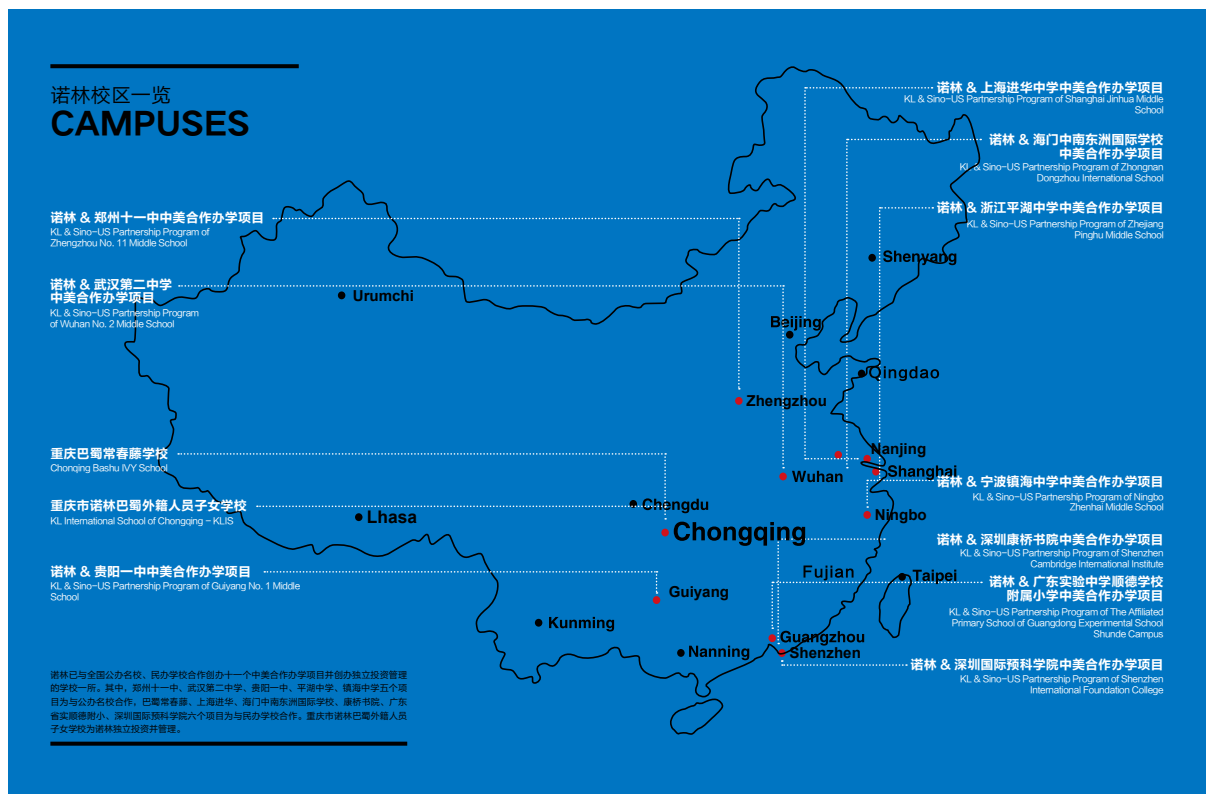 诺林校区一览
CAMPUSES
诺林 & 郑州十一中中美合作办学项目
KL & Sino-US Partnership Program of
Zhengzhou No. 11 Middle School
诺林 & 武汉第二中学
中美合作办学项目
KL & Sino-US Partnership Program
of Wuhan No. 2 Middle School
重庆巴蜀常春藤学校
Chonqing Bashu IVY School
重庆市诺林巴蜀外籍人员子女学校
KL International School of Chongqing - KLIS
诺林 & 贵阳一中中美合作办学项目
KL & Sino-US Partnership Program of Guiyang No. 1 Middle
School
诺林已与全国公办名校、民办学校合作创办十一个中美合作办学项目并创办独立投资管理
的学校一所。其中，郑州十一中、武汉第二中学、贵阳一中、平湖中学、镇海中学五个项
目为与公办名校合作，巴蜀常春藤、上海进华、海门中南东洲国际学校、康桥书院、广东
省实顺德附小、深圳国际预科学院六个项目为与民办学校合作。重庆市诺林巴蜀外籍人员
子女学校为诺林独立投资并管理。
Urumchi
Lhasa
Kunming
Nanning
Guiyang
Chongqing
Chengdu
Wuhan
Zhengzhou
Beijing
Shenyang
Qingdao
Nanjing
Shanghai
Ningbo
Fujian
Taipei
Guangzhou
Shenzhen
诺林 & 上海进华中学中美合作办学项目
KL & Sino-US Partnership Program of Shanghai Jinhua Middle
School
诺林 & 海门中南东洲国际学校
中美合作办学项目
KL & Sino-US Partnership Program of Zhongnan
Dongzhou International School
诺林 & 浙江平湖中学中美合作办学项目
KL & Sino-US Partnership Program of Zhejiang
Pinghu Middle School
诺林 & 宁波镇海中学中美合作办学项目
KL & Sino-US Partnership Program of Ningbo
Zhenhai Middle School
诺林 & 深圳康桥书院中美合作办学项目
KL & Sino-US Partnership Program of Shenzhen
Cambridge International Institute
诺林 & 广东实验中学顺德学校
附属小学中美合作办学项目
KL & Sino-US Partnership Program of The Affiliated
Primary School of Guangdong Experimental School
Shunde Campus
诺林 & 深圳国际预科学院中美合作办学项目
KL & Sino-US Partnership Program of Shenzhen
International Foundation College